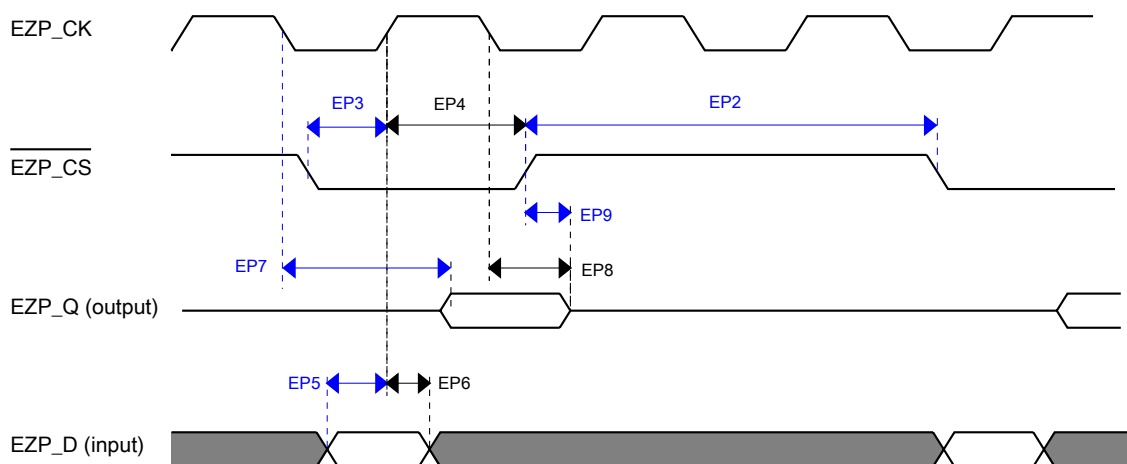 EZP_CK
EP3
EP4
EP2
EZP_CS
EP9
EP7
EP8
EZP_Q (output)
EP5
EP6
EZP_D (input)